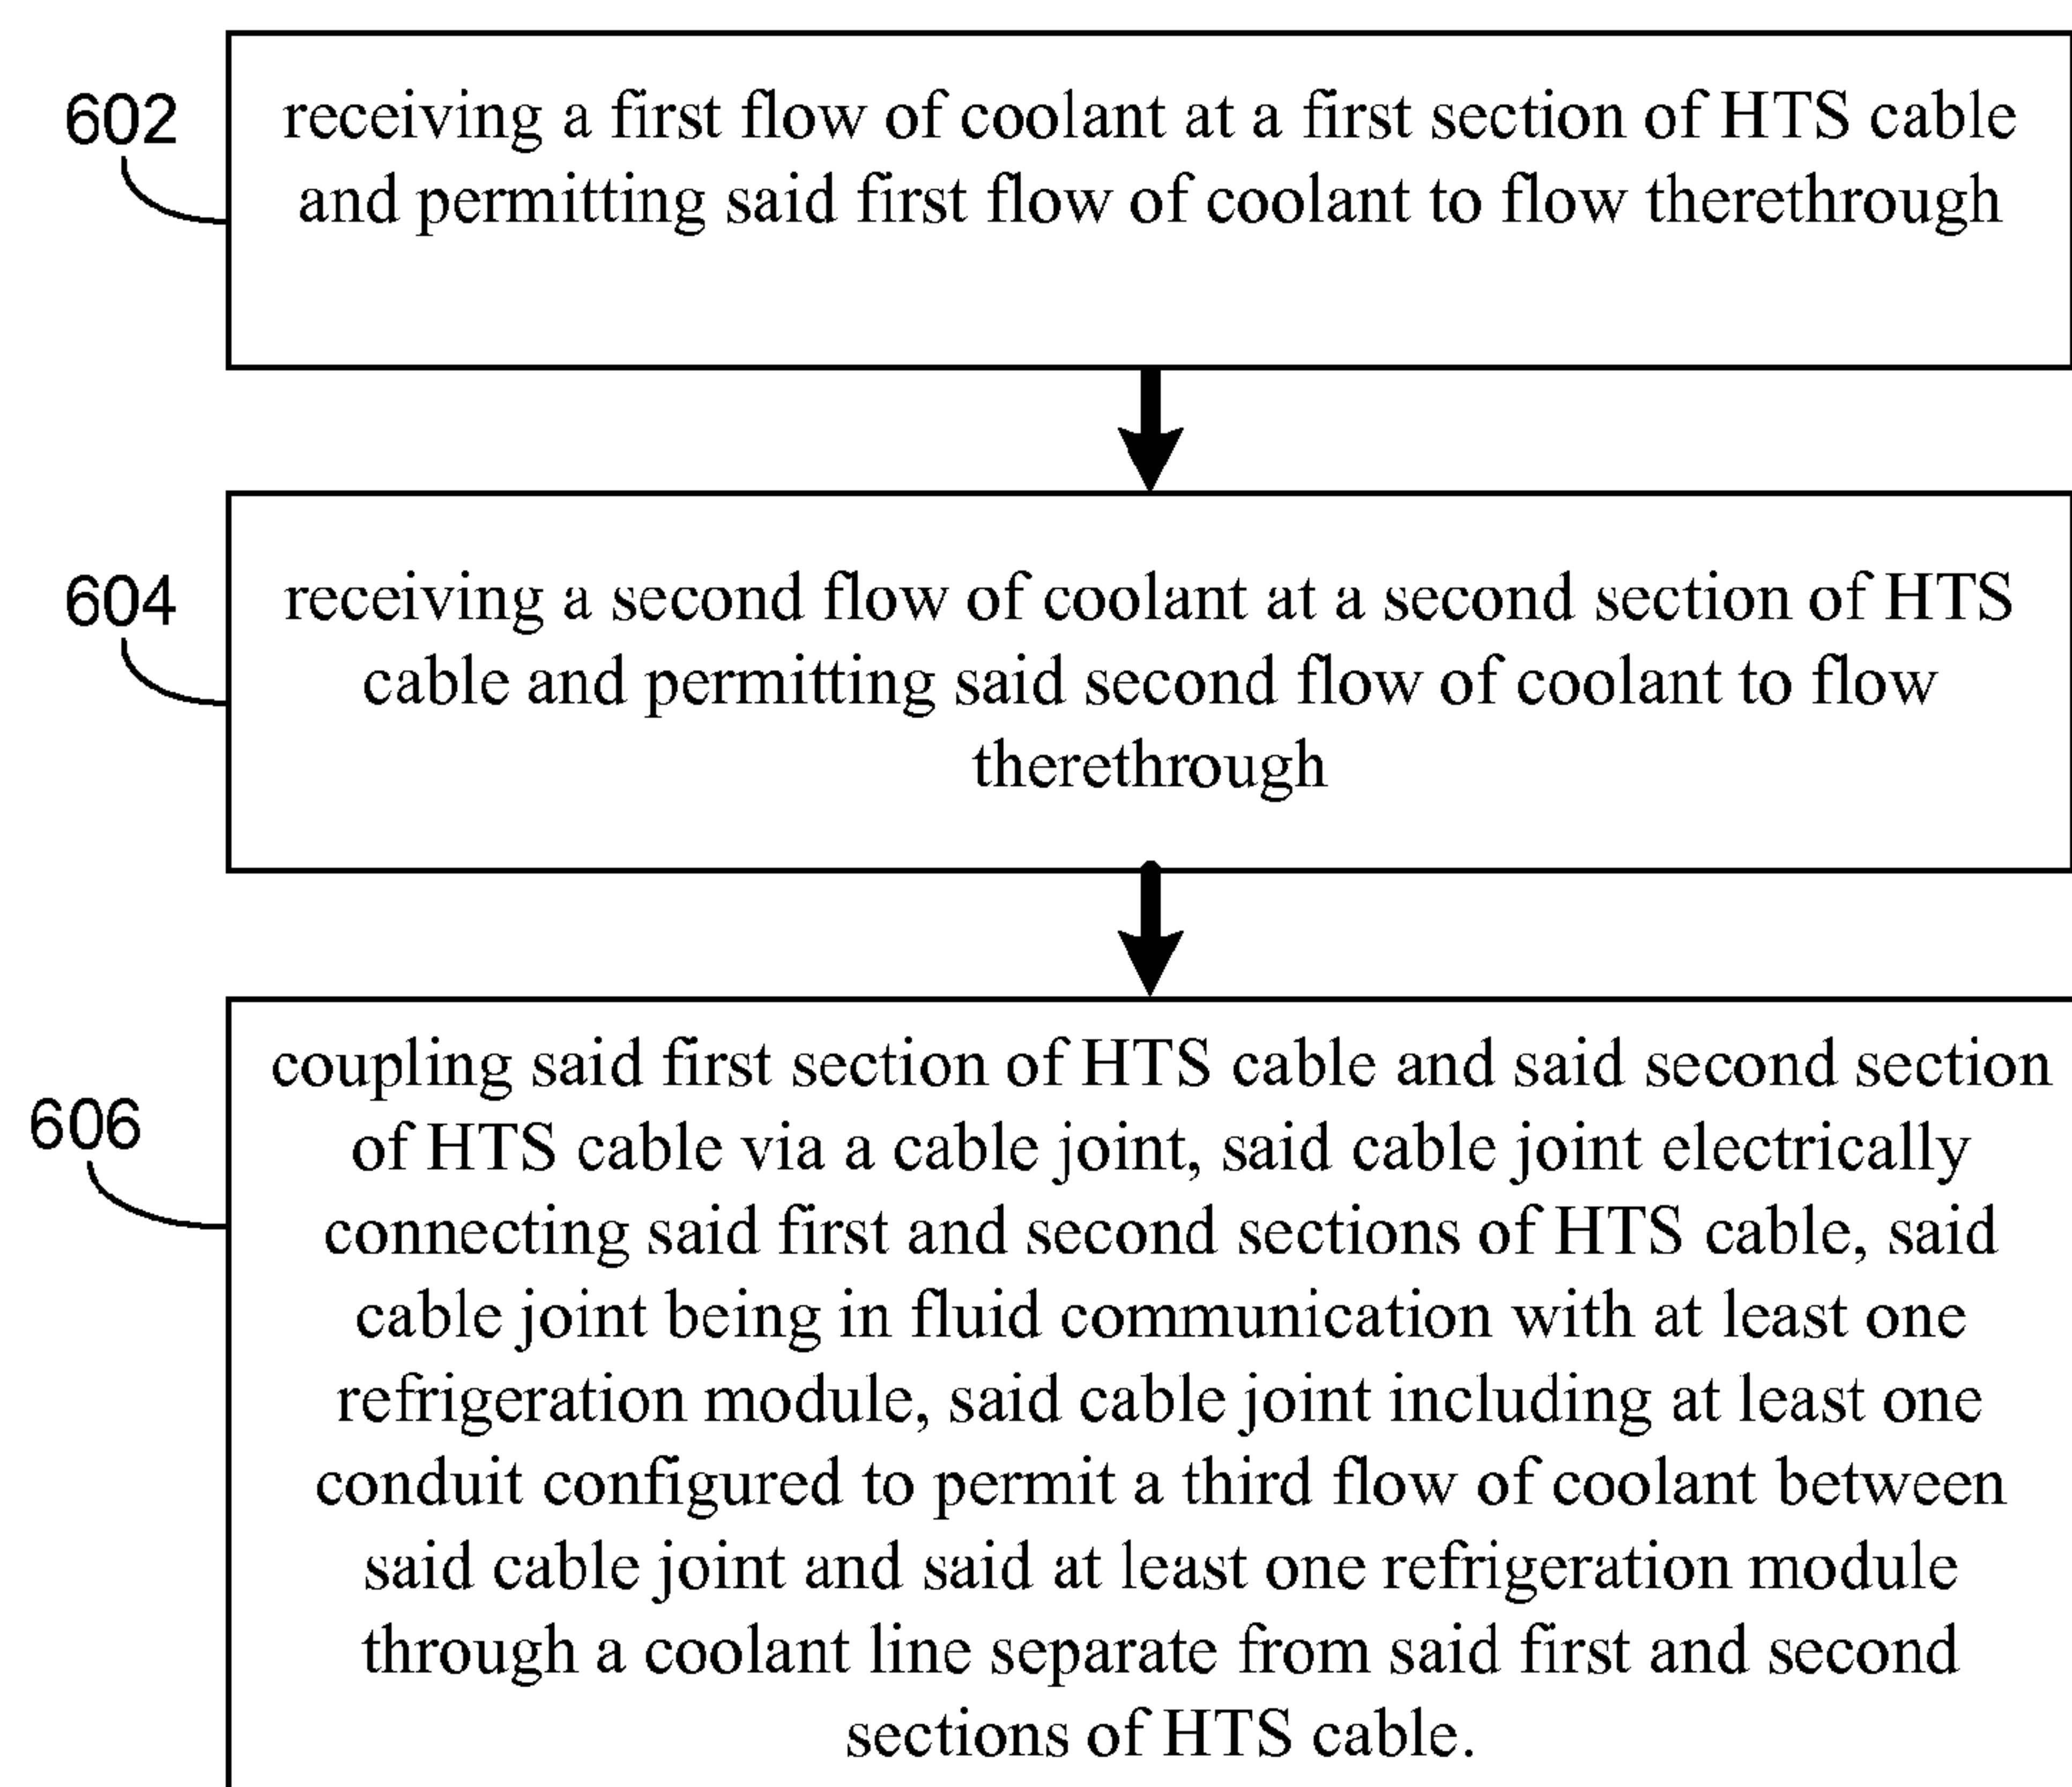 602
receiving a first flow of coolant at a first section of HTS cable
and permitting said first flow of coolant to flow therethrough
604
receiving a second flow of coolant at a second section of HTS
cable and permitting said second flow of coolant to flow
therethrough
606
coupling said first section of HTS cable and said second section
of HTS cable via a cable joint, said cable joint electrically
connecting said first and second sections of HTS cable, said
cable joint being in fluid communication with at least one
refrigeration module, said cable joint including at least one
conduit configured to permit a third flow of coolant between
said cable joint and said at least one refrigeration module
through a coolant line separate from said first and second
sections of HTS cable.